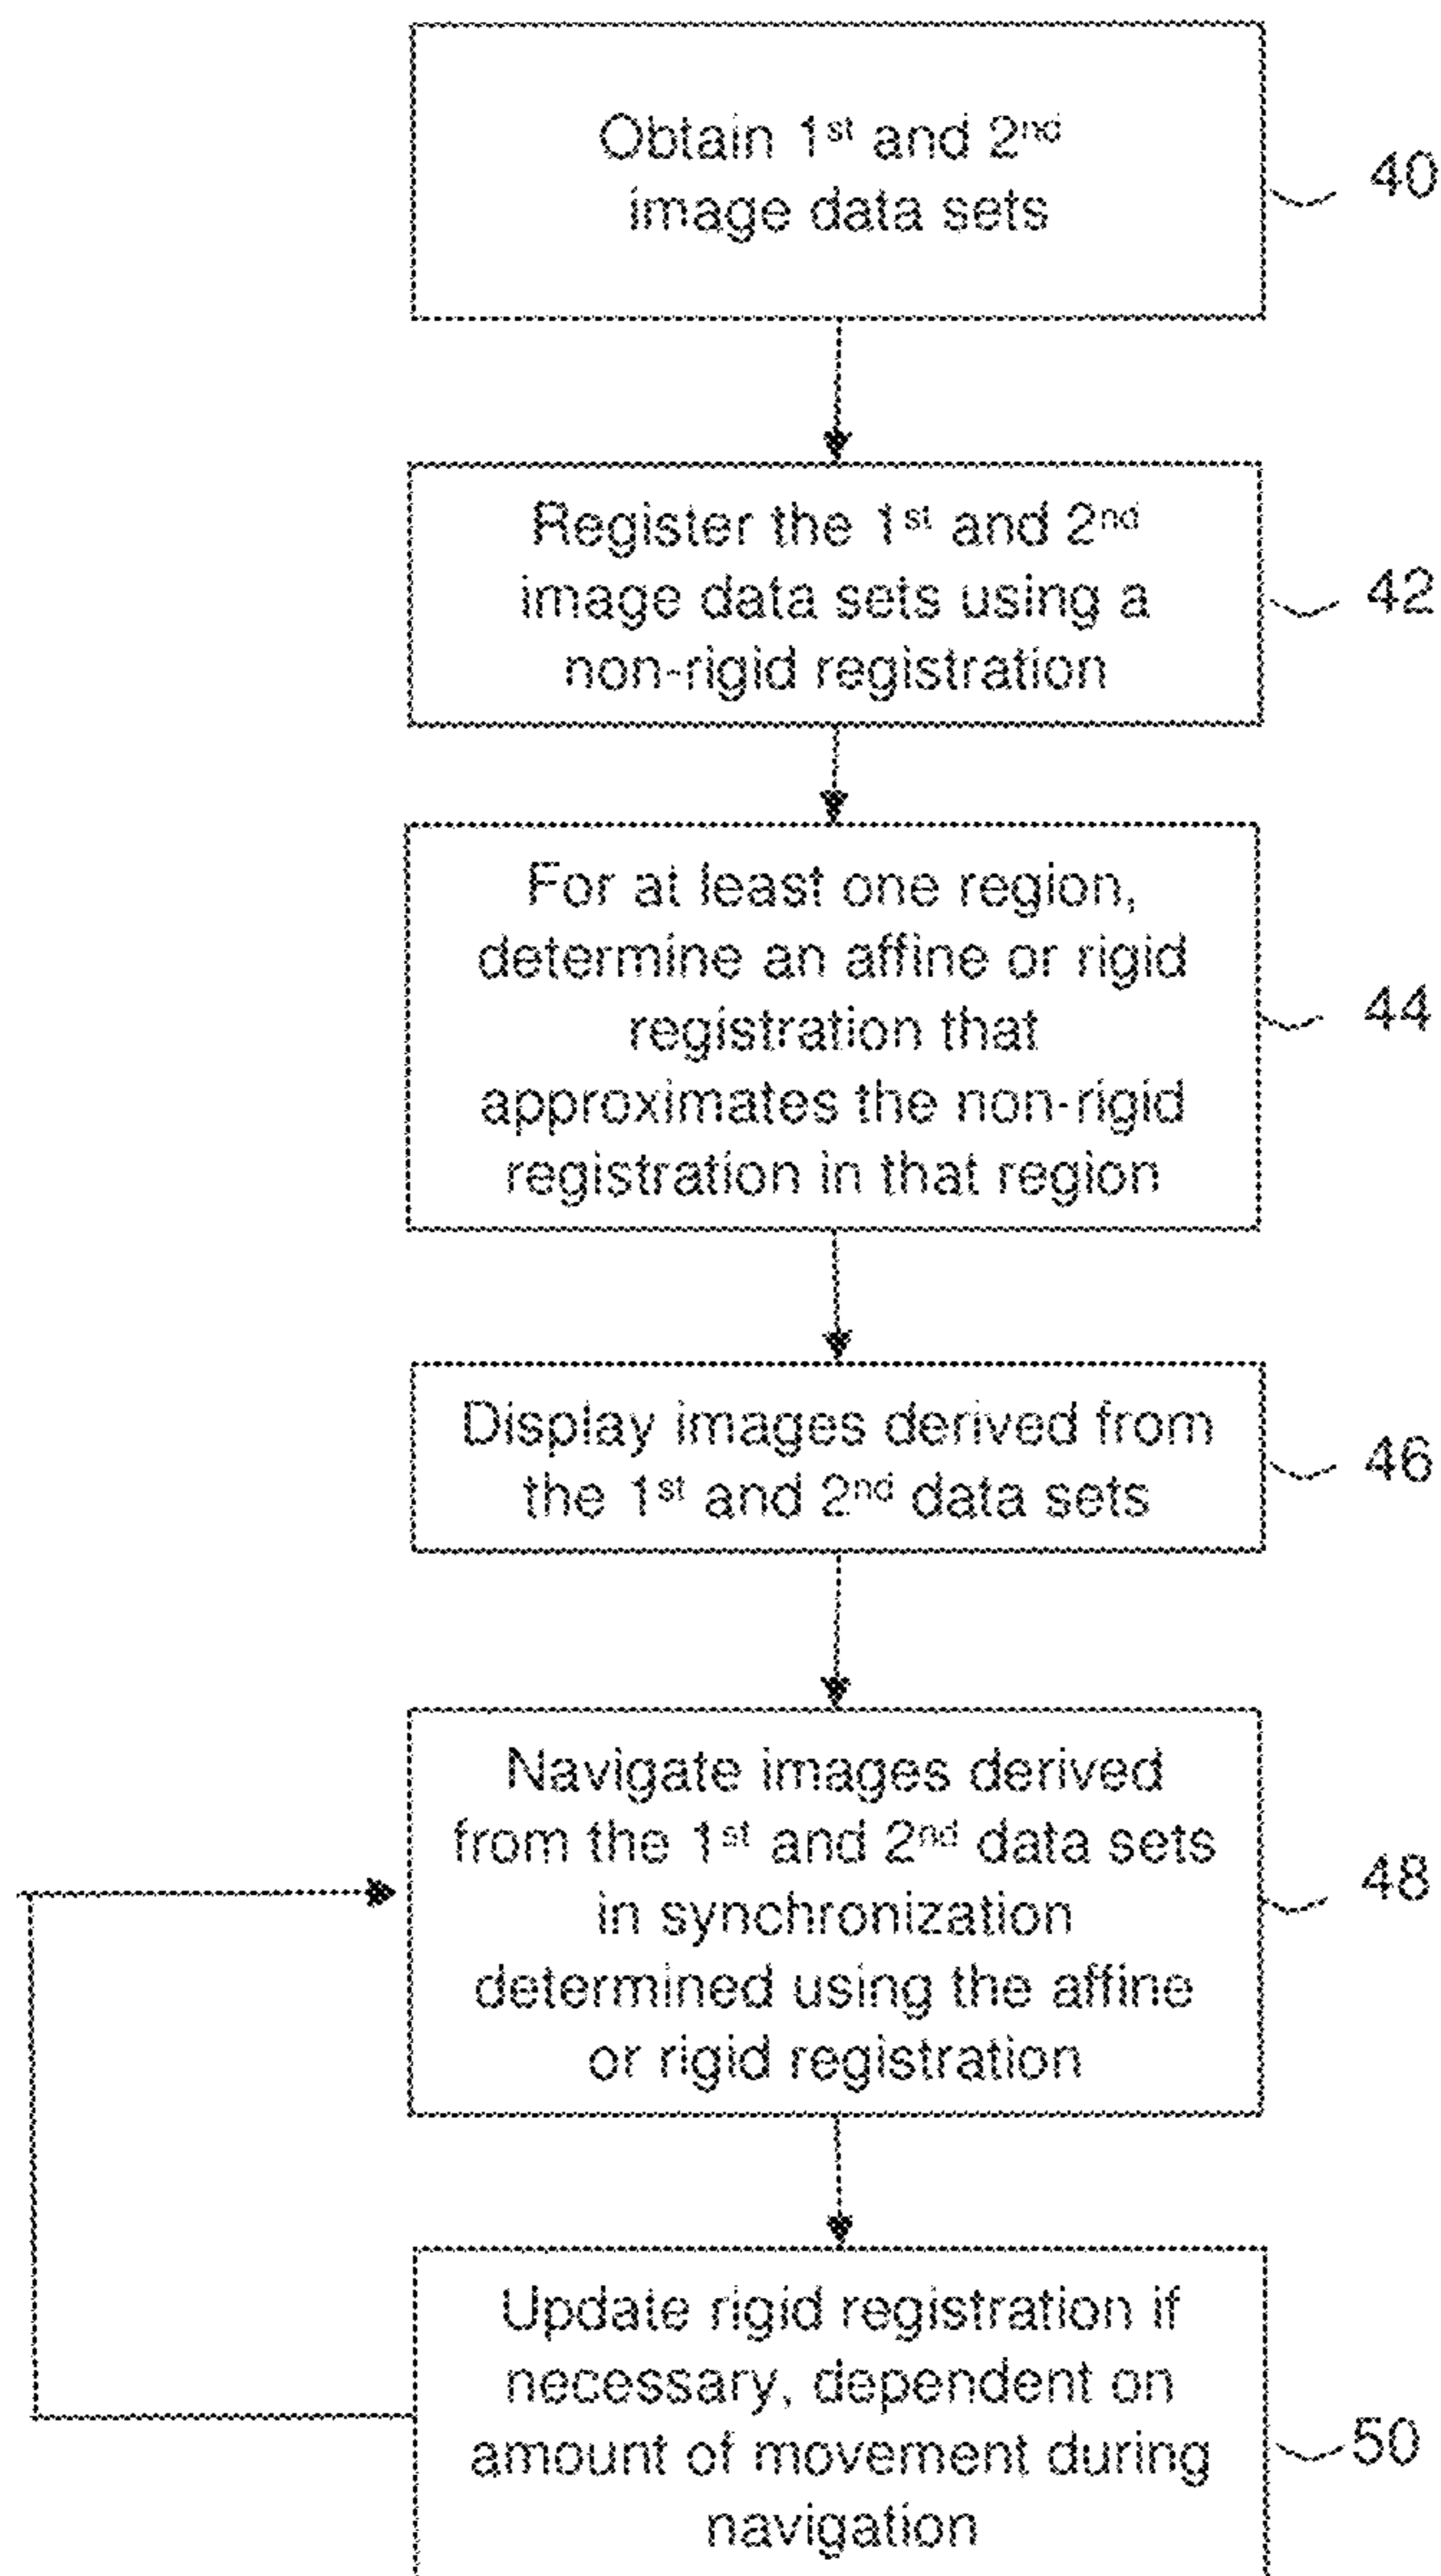 Obtain 1st and 2nd
image data sets
40
Register the 1st and 2nd
image data sets using a
non-rigid registration
42
For at least one region,
determine an affine or rigid
registration that
approximates the non-rigid
registration in that region
44
Display images derived from
the 1st and 2nd data sets
46
Navigate images derived
from the 1st and 2nd data sets
in synchronization
determined using the affine
or rigid registration
48
Update rigid registration if
necessary, dependent on
amount of movement during
navigation
50